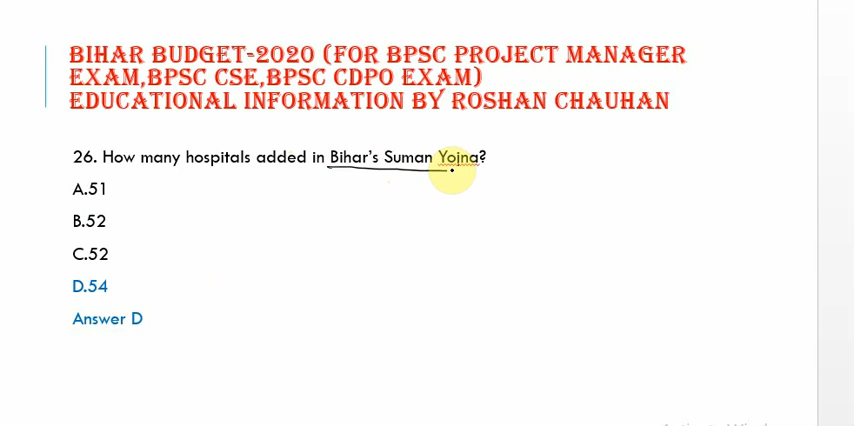 BIHAR BUDGET-2020 (FOR BPSC PROJECT MANAGER
EXAM,BPSC CSE,BPSC CDPO EXAM)
EDUCATIONAL INFORMATION BY ROSHAN CHAUHAN
26. How many hospitals added in Bihar's Suman Yojna?
A.51
B.52
C.52
D.54
Answer D